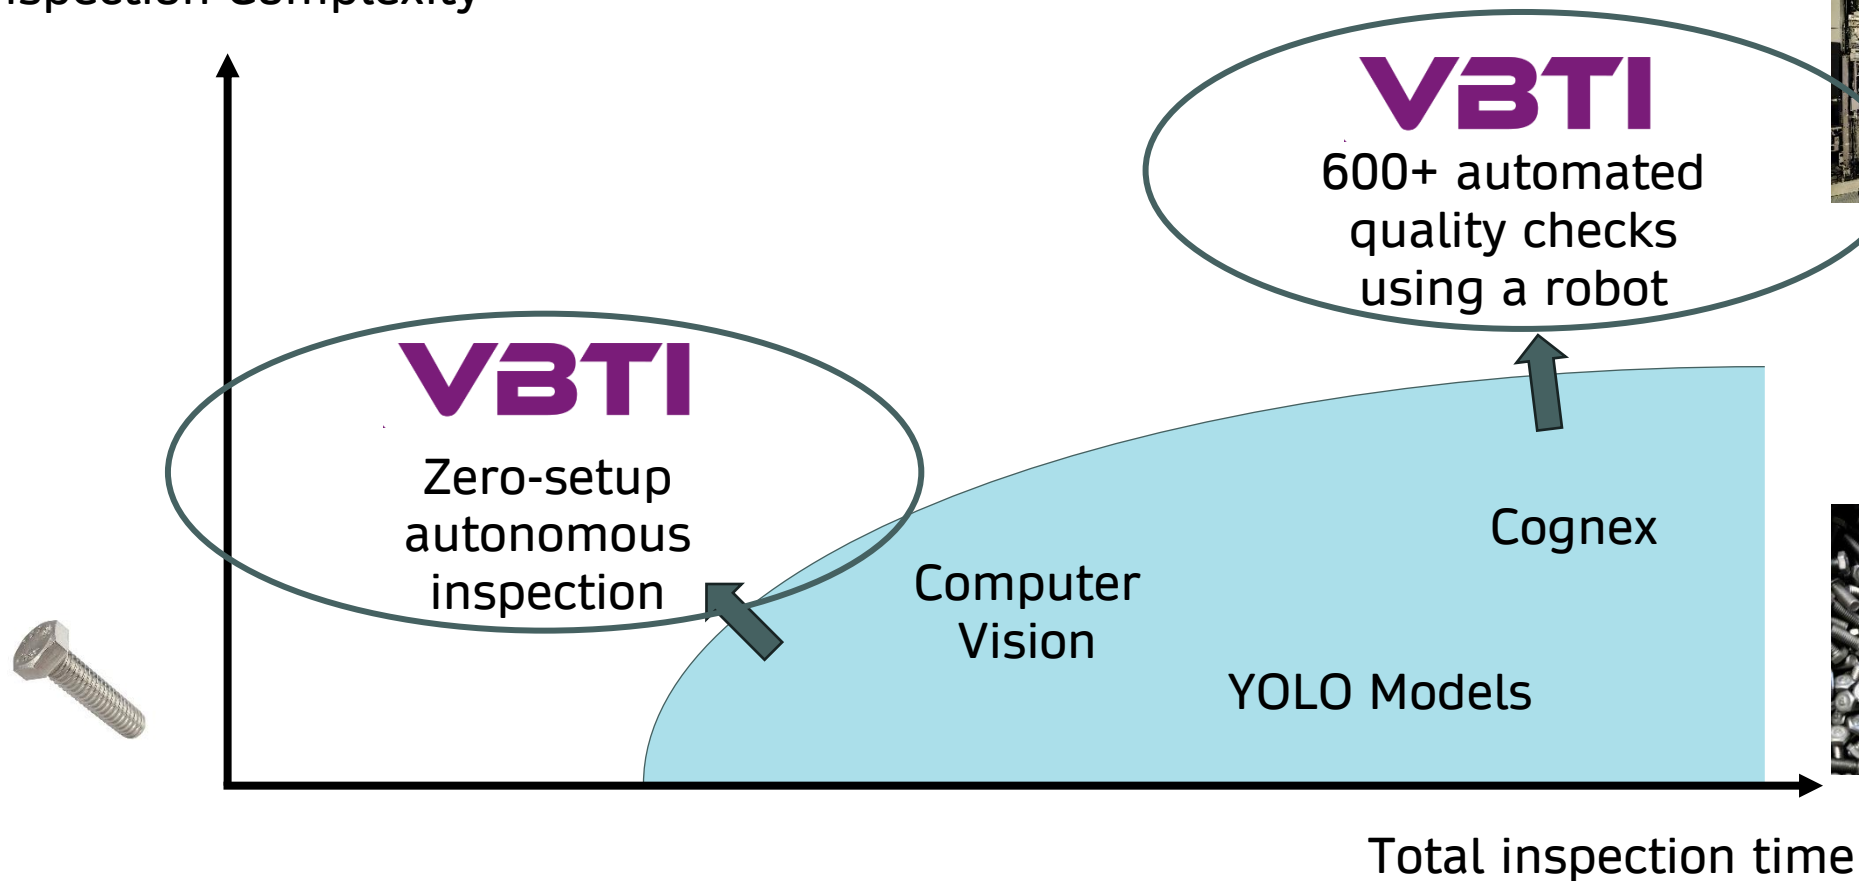 Complexity
VBTI
600+ automated
quality checks
using a robot
VBTI
Zero-setup
autonomous
inspection
Cognex
Computer
Vision
YOLO Models
Total inspection time